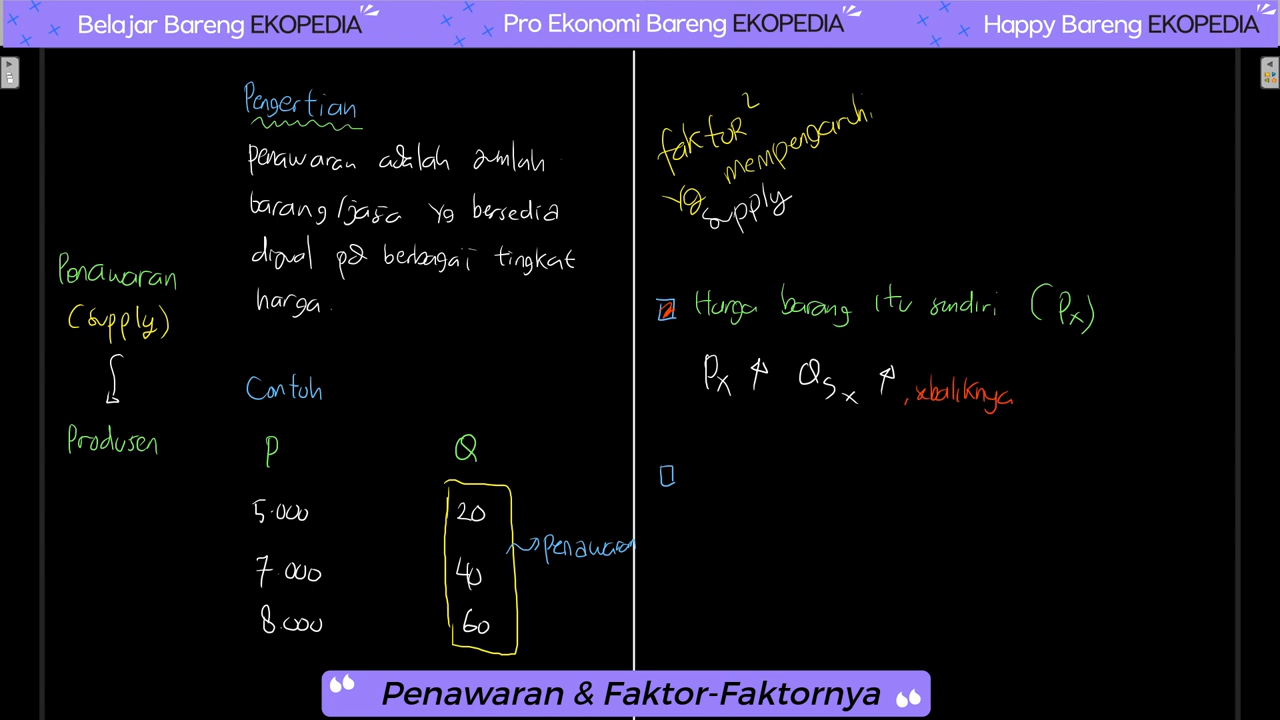 Belajar Bareng EKOPEDIA
Pro Ekonomi Bareng EKOPEDIA
Happy Bareng EKOPEDIA
Penawaran
(Supply)
Produsen
Pengertian
penawaran adalah jumlah
barang/jasa yg bersedia
dijual pd berbagai tingkat
harga.
Contoh
P Q
5.000 20
7.000 40
8.000 60
Penawaran
faktor²
yg mempengaruhi
supply
Harga barang itu sendiri (Px)
Px ↑ QSx ↑, sebaliknya
Penawaran & Faktor-Faktornya